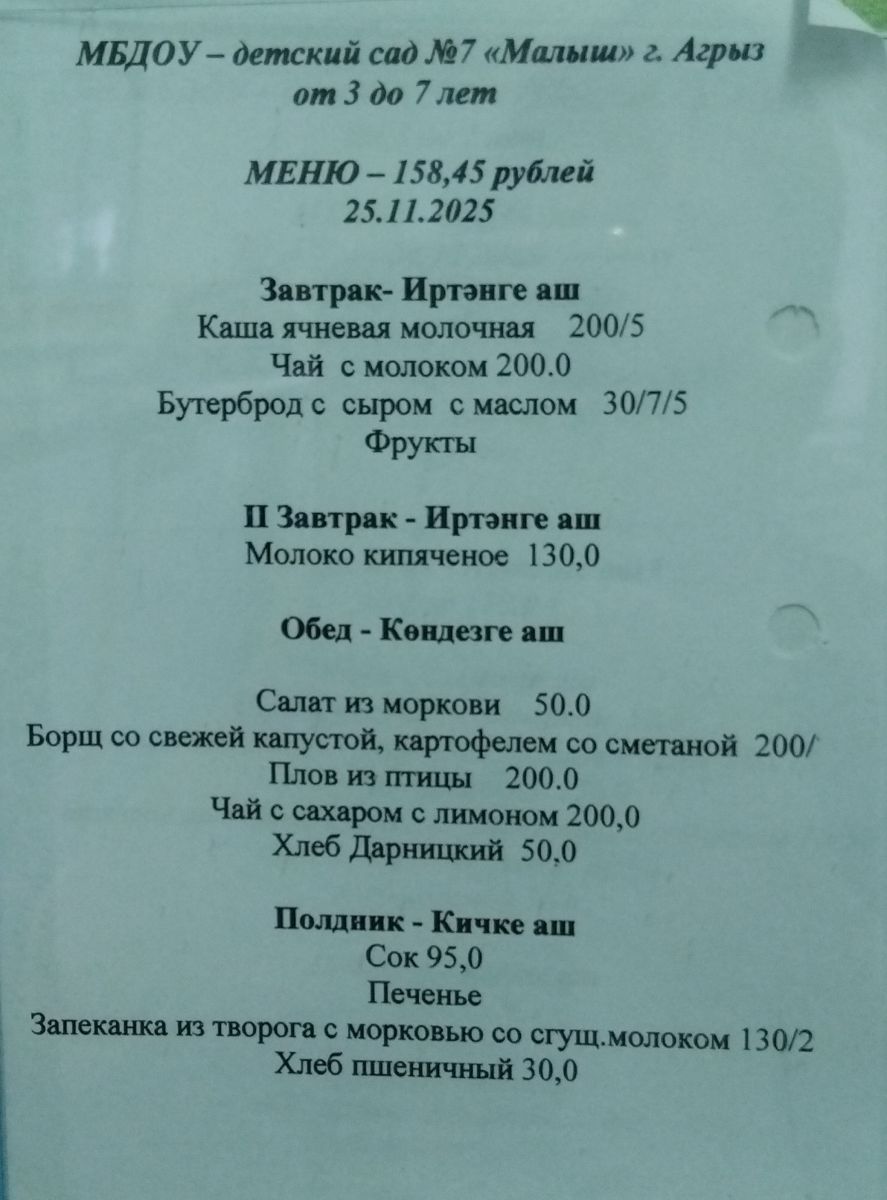 МБДОУ – детский сад №7 «Малыш» г. Агрыз
от 3 до 7 лет
МЕНЮ – 158,45 рублей
25.11.2025
Завтрак- Иртәнге аш
Каша ячневая молочная 200/5
Чай с молоком 200.0
Бутерброд с сыром с маслом 30/7/5
Фрукты
II Завтрак - Иртәнге аш
Молоко кипяченое 130,0
Обед - Көндезге аш
Салат из моркови 50.0
Борщ со свежей капустой, картофелем со сметаной 200/
Плов из птицы 200.0
Чай с сахаром с лимоном 200,0
Хлеб Дарницкий 50,0
Полдник - Кичке аш
Сок 95,0
Печенье
Запеканка из творога с морковью со сгущ.молоком 130/2
Хлеб пшеничный 30,0